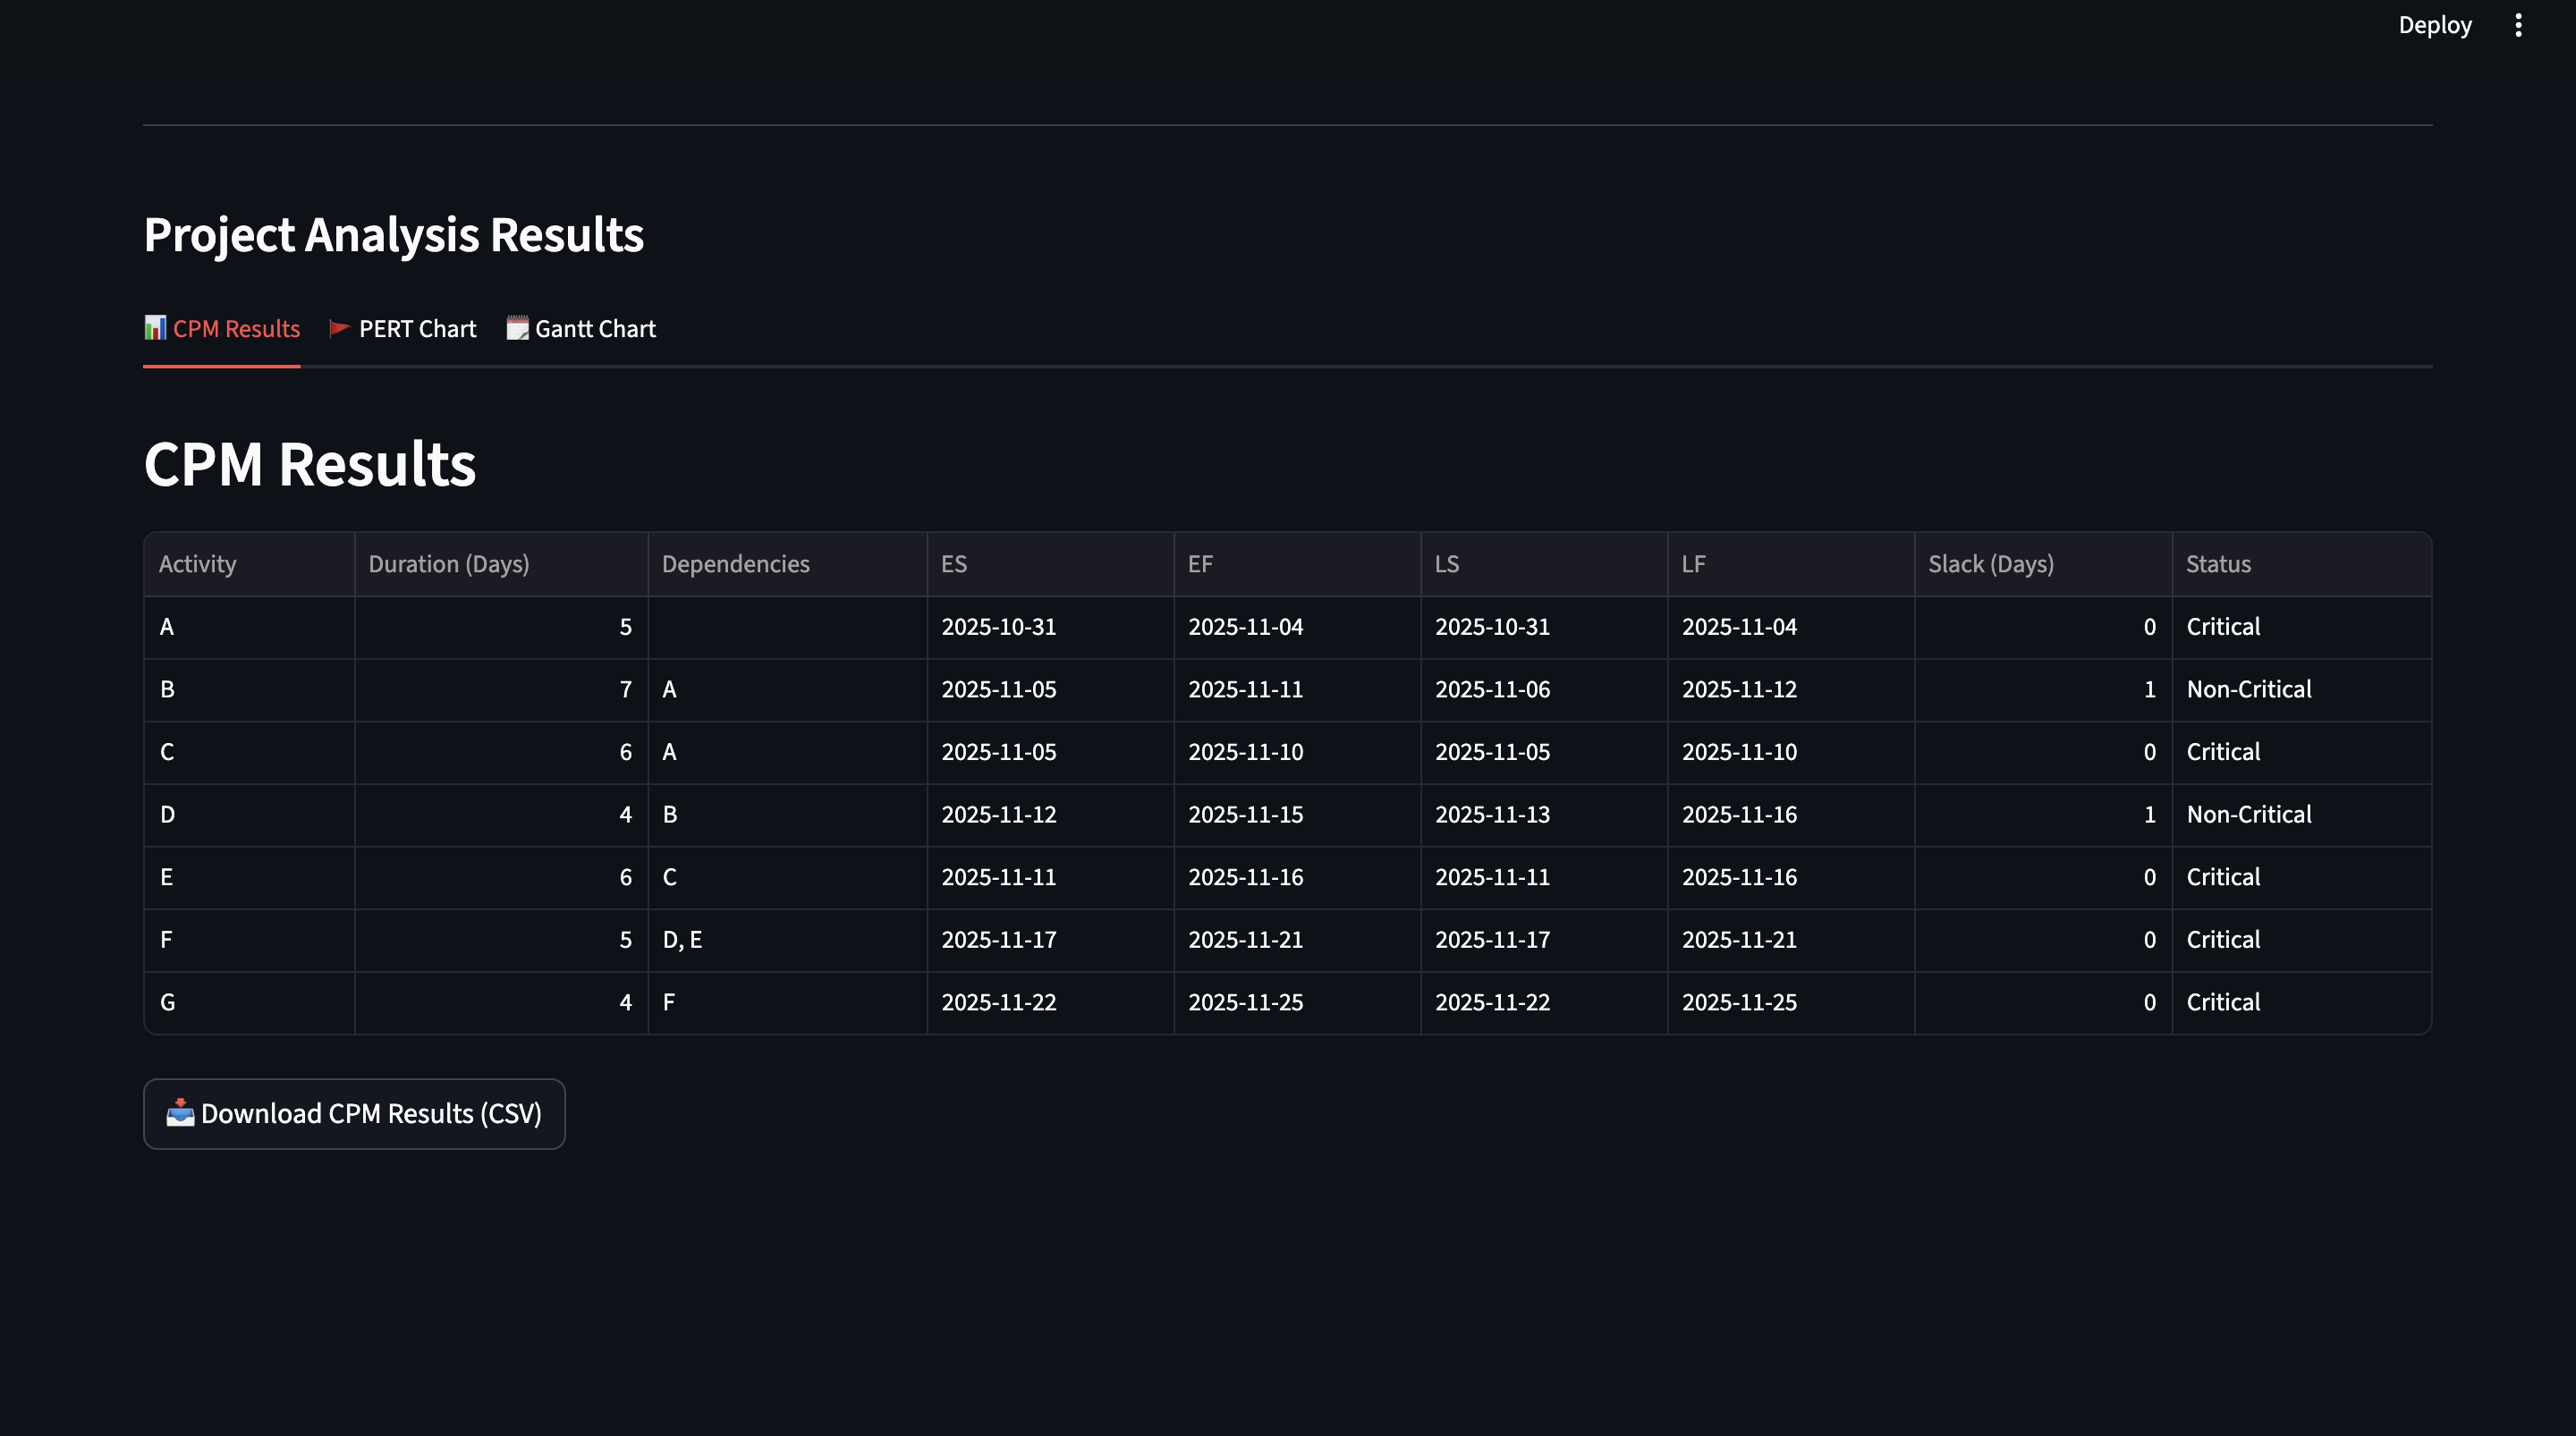 Deploy
Project Analysis Results
CPM Results PERT Chart Gantt Chart
CPM Results
Activity Duration (Days) Dependencies ES EF LS LF Slack (Days) Status
A 5 2025-10-31 2025-11-04 2025-10-31 2025-11-04 0 Critical
B 7 A 2025-11-05 2025-11-11 2025-11-06 2025-11-12 1 Non-Critical
C 6 A 2025-11-05 2025-11-10 2025-11-05 2025-11-10 0 Critical
D 4 B 2025-11-12 2025-11-15 2025-11-13 2025-11-16 1 Non-Critical
E 6 C 2025-11-11 2025-11-16 2025-11-11 2025-11-16 0 Critical
F 5 D, E 2025-11-17 2025-11-21 2025-11-17 2025-11-21 0 Critical
G 4 F 2025-11-22 2025-11-25 2025-11-22 2025-11-25 0 Critical
Download CPM Results (CSV)